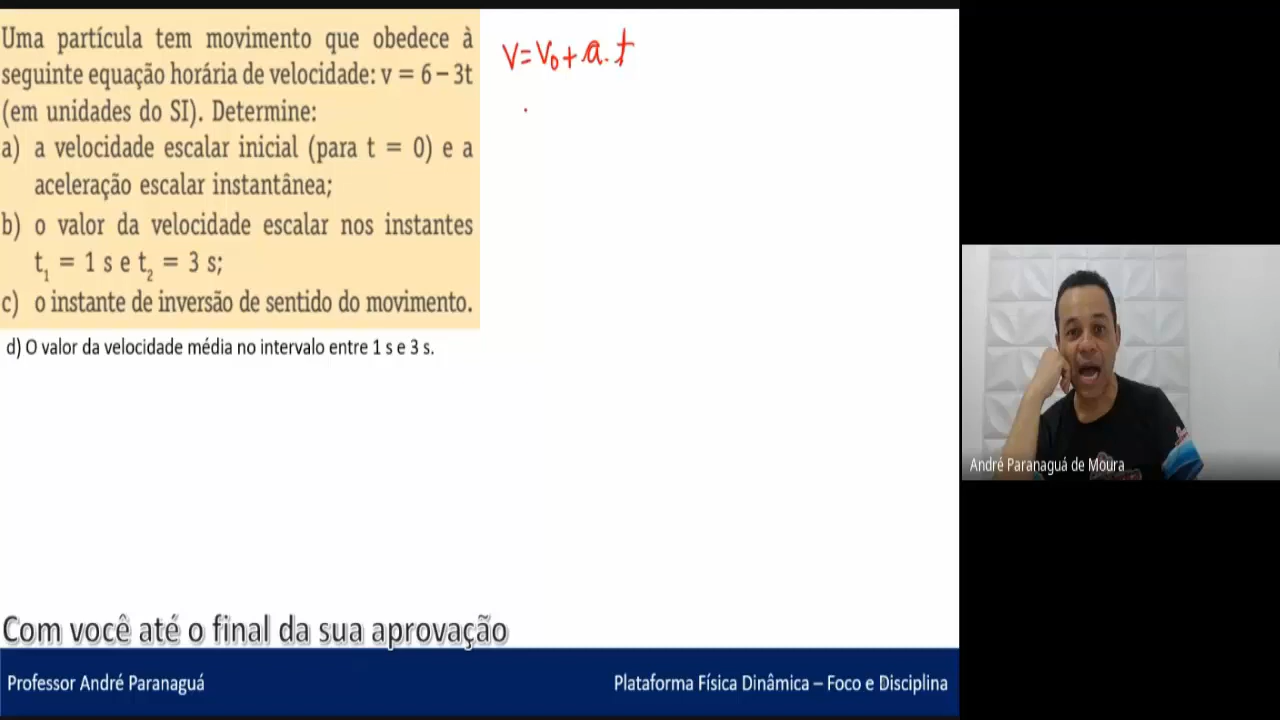 Uma partícula tem movimento que obedece à
seguinte equação horária de velocidade: v = 6 – 3t
(em unidades do SI). Determine:
a) a velocidade escalar inicial (para t = 0) e a
aceleração escalar instantânea;
b) o valor da velocidade escalar nos instantes
t₁ = 1 s e t₂ = 3 s;
c) o instante de inversão de sentido do movimento.
d) O valor da velocidade média no intervalo entre 1 s e 3 s.
V=V₀+a.t
André Paranaguá de Moura
Com você até o final da sua aprovação
Professor André Paranaguá
Plataforma Física Dinâmica – Foco e Disciplina